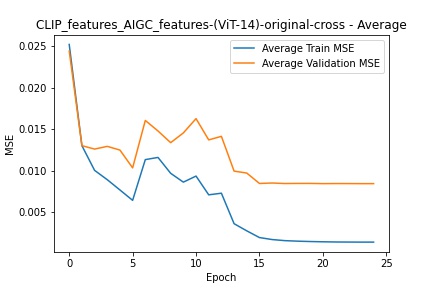 CLIP_features_AIGC_features-(ViT-14)-original-cross - Average
Average Train MSE
Average Validation MSE
0.025
0.020
0.015
0.010
0.005
MSE
0 5 10 15 20 25
Epoch